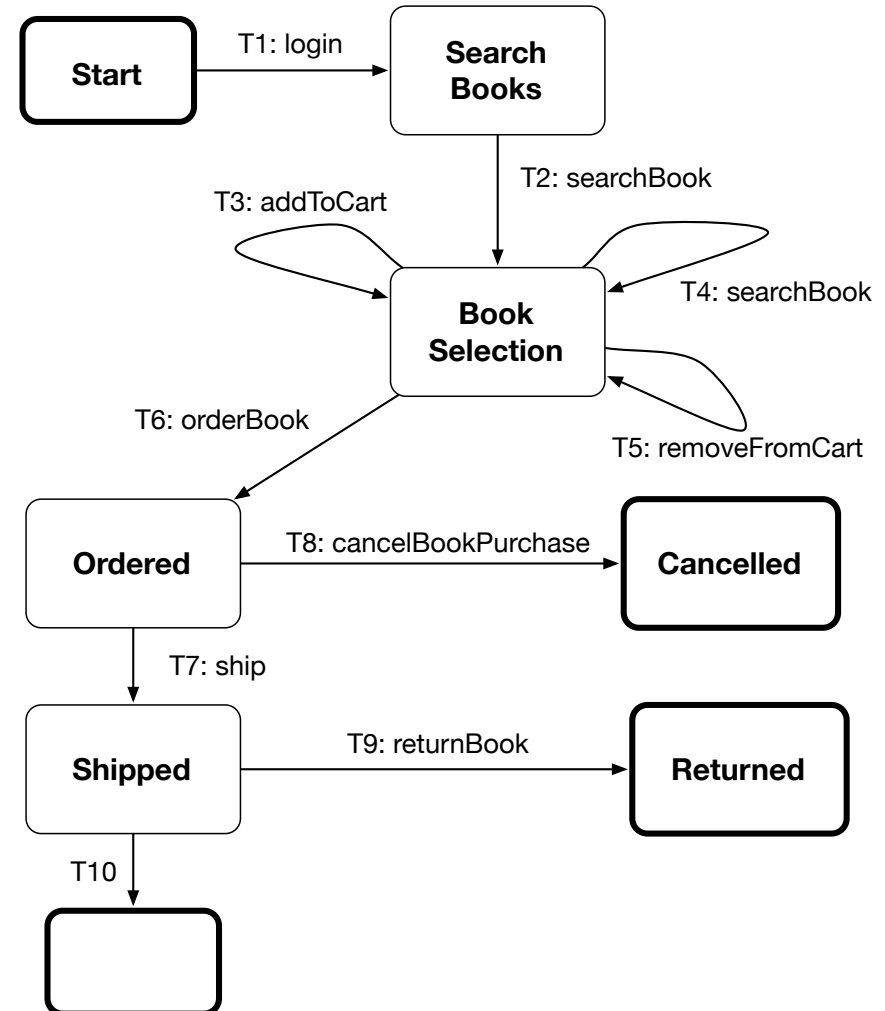 Start
T1: login
Search
Books
T2: searchBook
T3: addToCart
T4: searchBook
Book
Selection
T5: removeFromCart
T6: orderBook
Ordered
T8: cancelBookPurchase
Cancelled
T7: ship
Shipped
T9: returnBook
Returned
T10